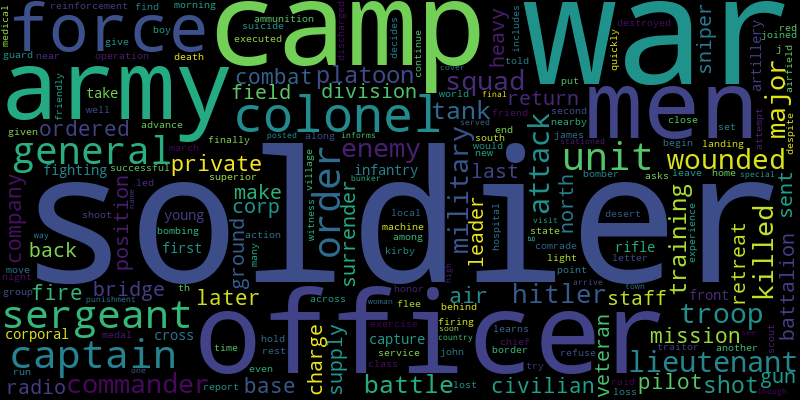 medical
reinforcement
find
morning
give
boy
force
guard
near
operation
death
camp
ammunition
suicide
executed
discharged
decides
continue
cover
heavy
includes
told
war
sniper
destroyed
quickly
red
joined
artillery
airfield
army
friendly
take
well
combat
platoon
squad
world
final
served
friend
return
put
second
nearby
men
close
set
begin
landing
attempt
major
despite
given
ordered
advance
field
division
colonel
tank
finally
posted
along
informs
end
south
would
new
attack
james
stationed
unit
bomber
asks
leave
home
special
wounded
general
march
successful
private
superior
fighting
enemy
infantry
last
company
position
led
name
young
make
corp
village
witness
bunker
order
military
soldier
shoot
bombing
first
action
ground
many
surrender
local
machine
among
kirby
hospital
leader
desert
visit
state
go
comrade
light
point
north
rifle
letter
training
experience
killed
sent
way
back
move
night
group
fire
punishment
bridge
th
later
across
woman
honor
flee
high
air
behind
firing
soon
country
hitler
arrive
town
staff
front
retreat
battalion
sergeant
corporal
medal
cross
officer
exercise
troop
mission
see
scout
captain
time
hold
rest
even
charge
supply
capture
service
class
john
learns
chief
border
try
refuse
veteran
traitor
another
lieutenant
run
radio
one
commander
report
base
battle
lost
civilian
raid
loss
pilot
shot
gun
though